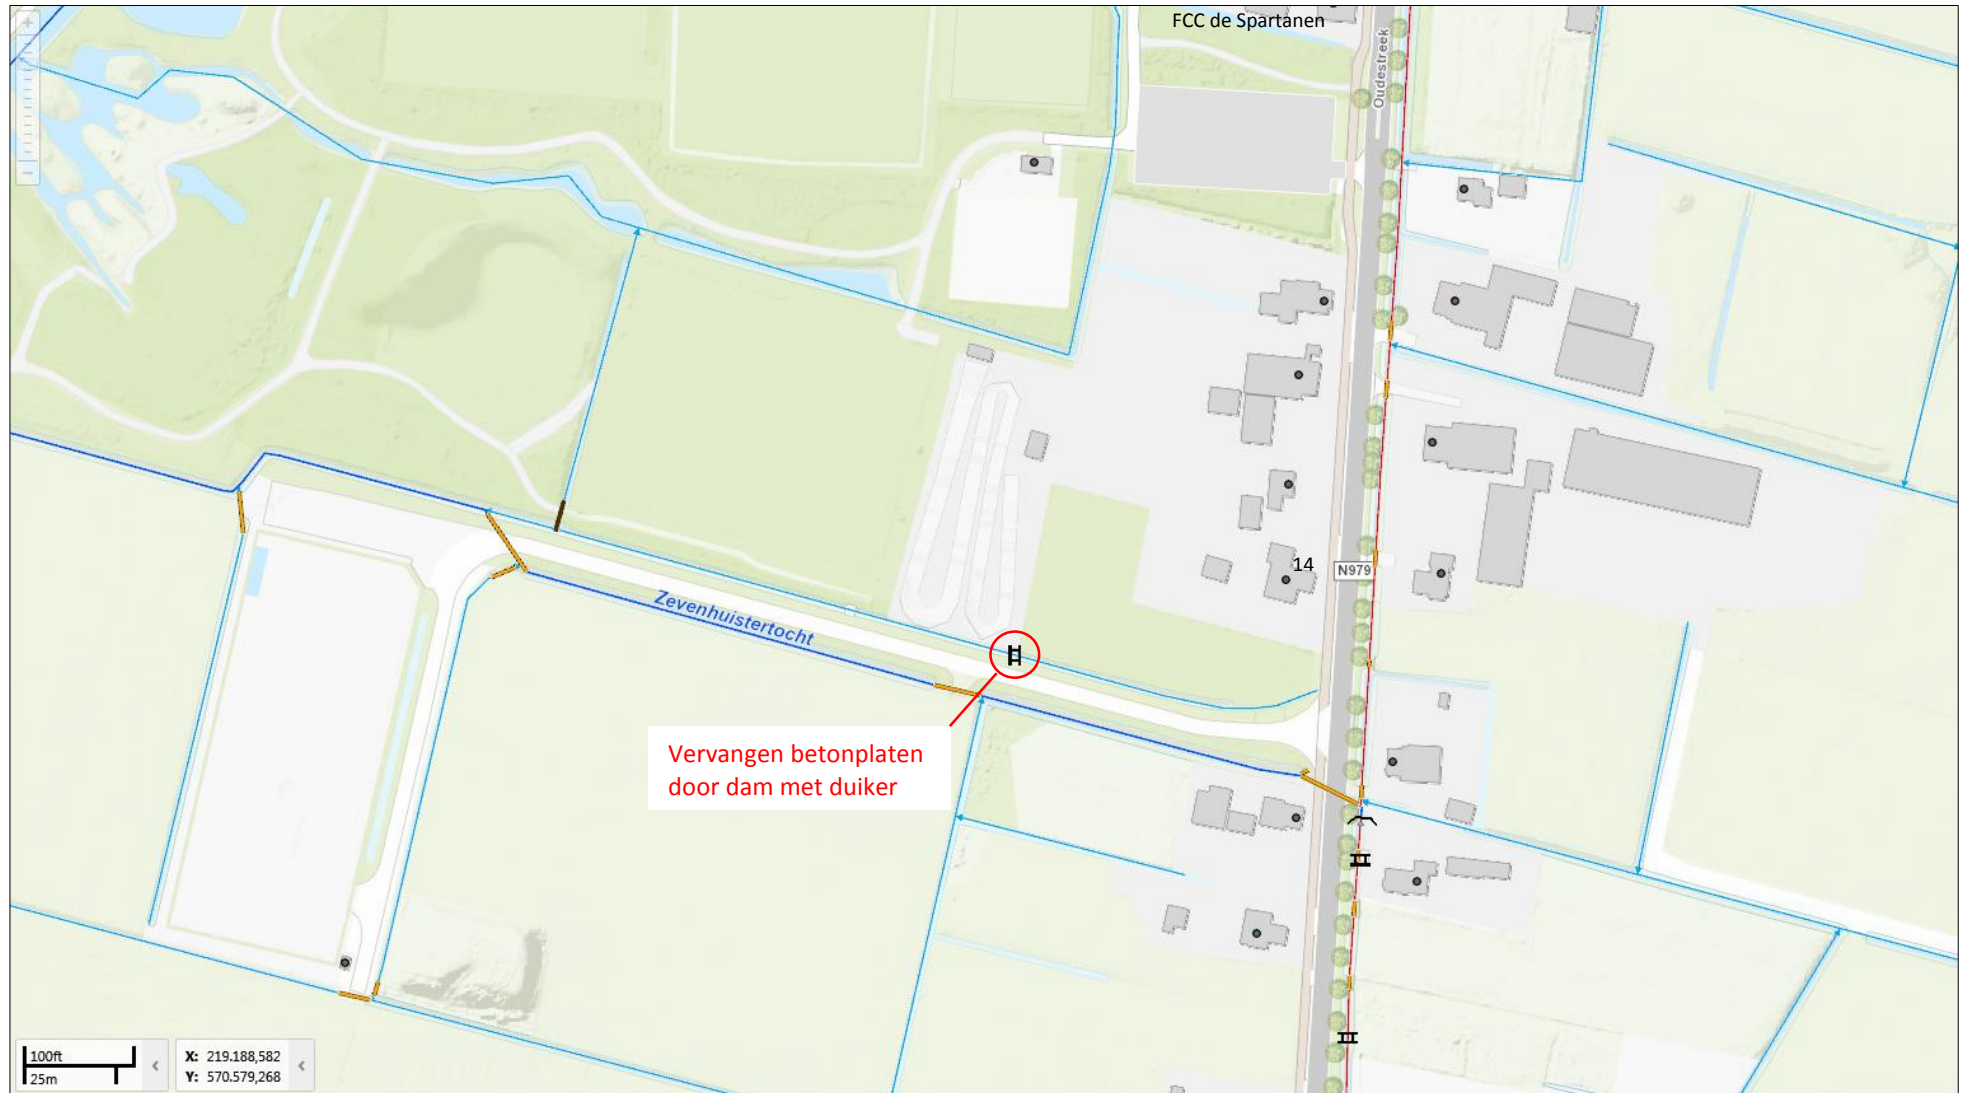 FCC de Spartanen
Oudestreek
14
N979
Zevenhuistertocht
Vervangen betonplaten
door dam met duiker
100ft
25m
X: 219.188,582
Y: 570.579,268